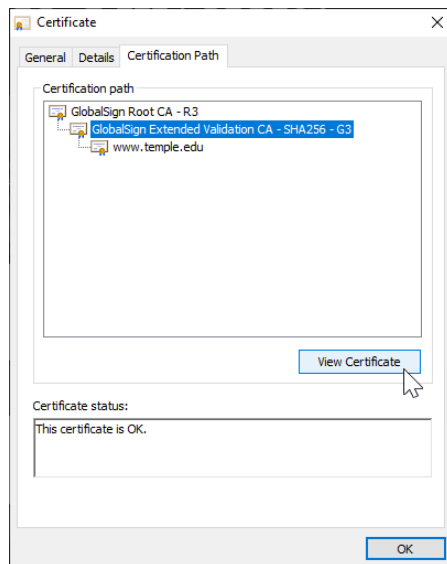 Certificate
General Details Certification Path
Certification path
GlobalSign Root CA - R3
GlobalSign Extended Validation CA - SHA256 - G3
www.temple.edu
View Certificate
Certificate status:
This certificate is OK.
OK